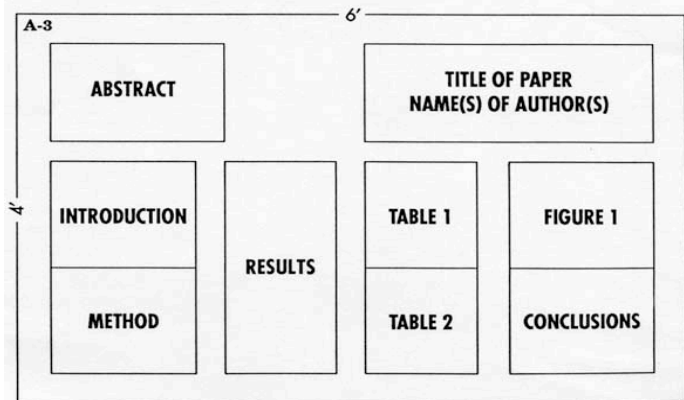 6'
A-3
ABSTRACT
TITLE OF PAPER
NAME(S) OF AUTHOR(S)
4'
INTRODUCTION
RESULTS
TABLE 1
FIGURE 1
METHOD
TABLE 2
CONCLUSIONS